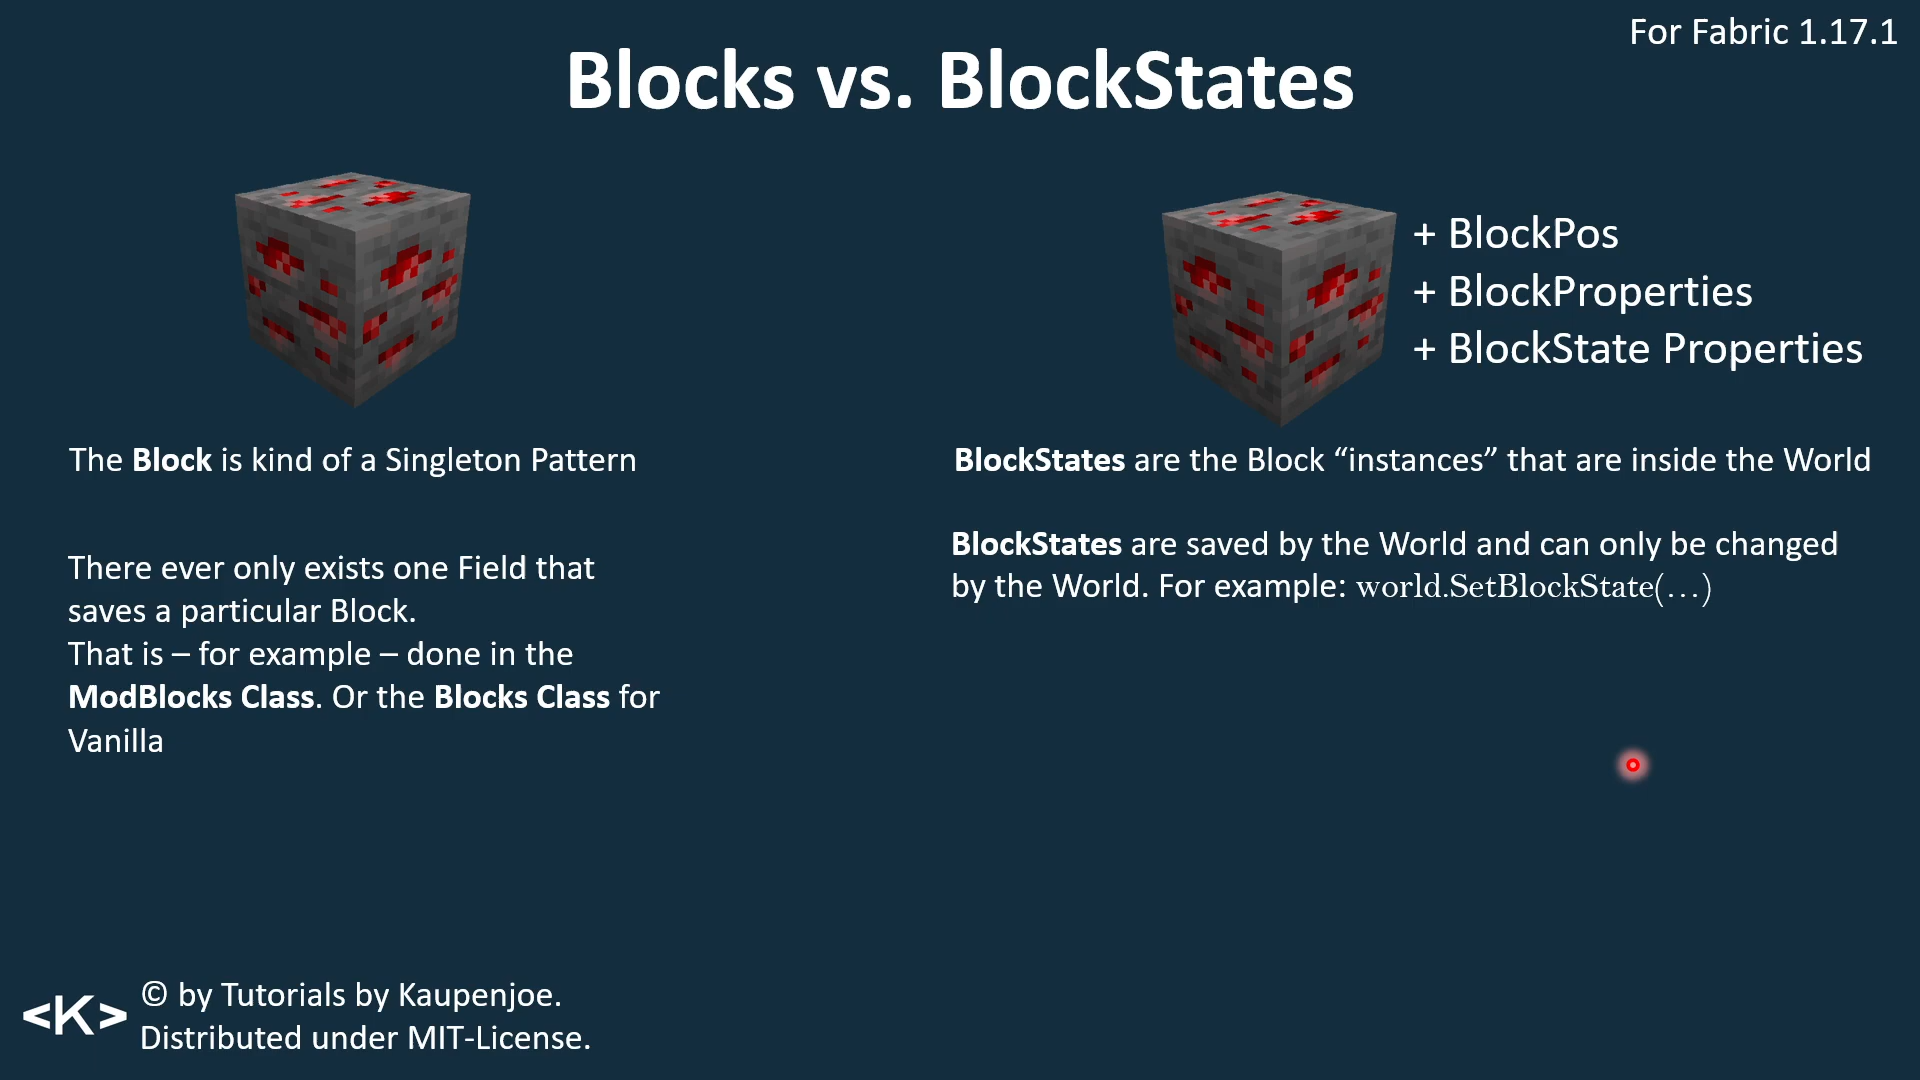 For Fabric 1.17.1
Blocks vs. BlockStates
+ BlockPos
+ BlockProperties
+ BlockState Properties
The Block is kind of a Singleton Pattern
There ever only exists one Field that
saves a particular Block.
That is – for example – done in the
ModBlocks Class. Or the Blocks Class for
Vanilla
BlockStates are the Block “instances” that are inside the World
BlockStates are saved by the World and can only be changed
by the World. For example: world.SetBlockState(…)
<K>
© by Tutorials by Kaupenjoe.
Distributed under MIT-License.